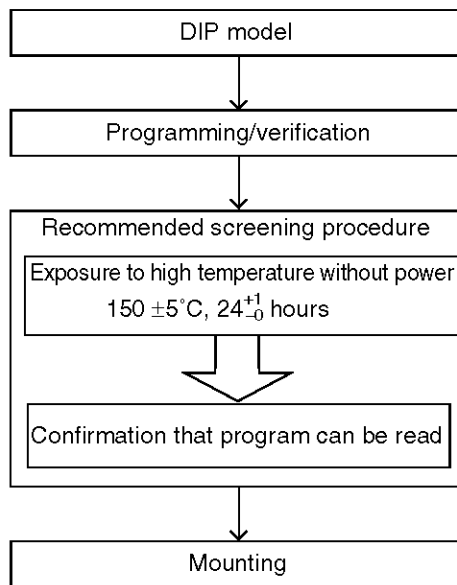 DIP model
Programming/verification
Recommended screening procedure
Exposure to high temperature without power
150 ±5°C, 24 +1 −0 hours
Confirmation that program can be read
Mounting